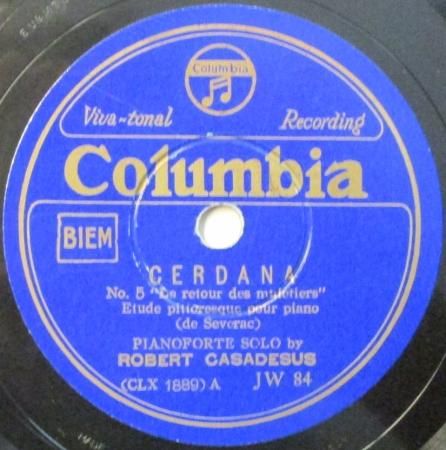 Columbia
Viva-tonal Recording
Columbia
BIEM
CERDANA
No. 5 "Le retour des muletiers"
Etude pittoresque pour piano
(de Severac)
PIANOFORTE SOLO by
ROBERT CASADESUS
(CLX 1889) A JW 84